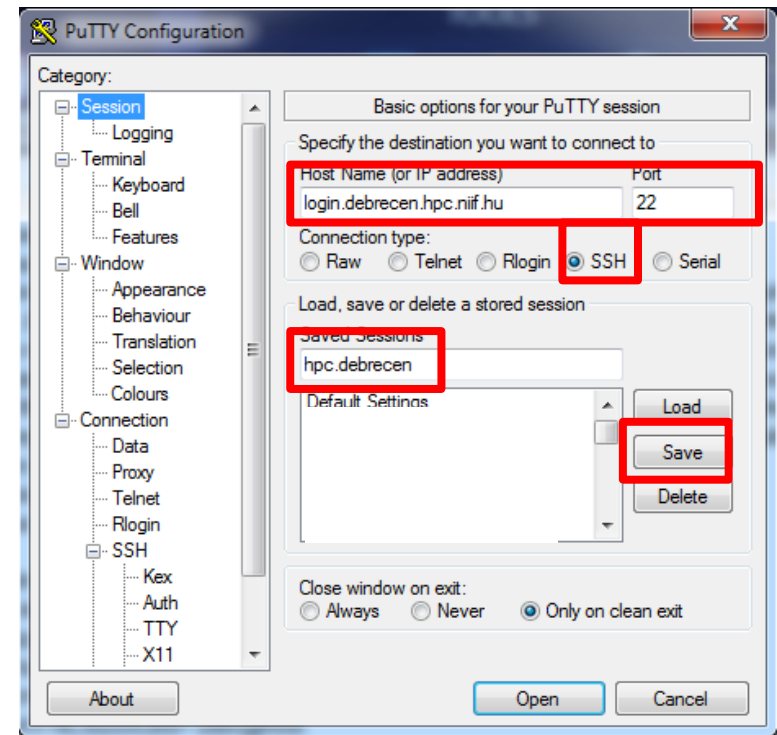 PuTTY Configuration
Category:
Session
Logging
Terminal
Keyboard
Bell
Features
Window
Appearance
Behaviour
Translation
Selection
Colours
Connection
Data
Proxy
Telnet
Rlogin
SSH
Kex
Auth
TTY
X11
Basic options for your PuTTY session
Specify the destination you want to connect to
Host Name (or IP address) Port
login.debrecen.hpc.niif.hu 22
Connection type:
Raw Telnet Rlogin SSH Serial
Load, save or delete a stored session
Saved Sessions
hpc.debrecen
Default Settings
Load
Save
Delete
Close window on exit:
Always Never Only on clean exit
About Open Cancel